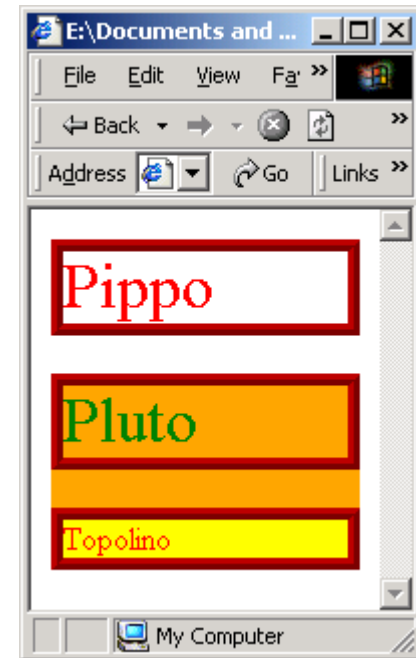 E:\Documents and ...
File Edit View Fa »
Back »
Address Go Links »
Pippo
Pluto
Topolino
My Computer